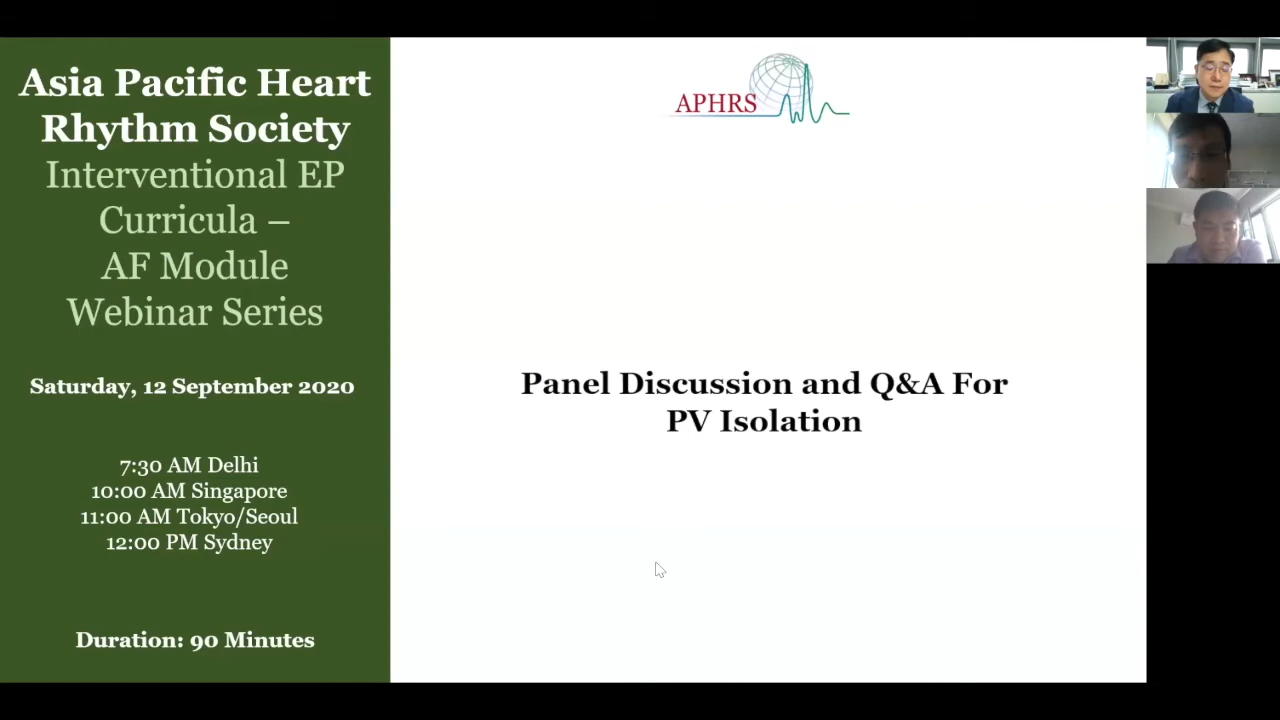 Asia Pacific Heart
Rhythm Society
Interventional EP
Curricula –
AF Module
Webinar Series
Saturday, 12 September 2020
7:30 AM Delhi
10:00 AM Singapore
11:00 AM Tokyo/Seoul
12:00 PM Sydney
Duration: 90 Minutes
APHRS
Panel Discussion and Q&A For
PV Isolation